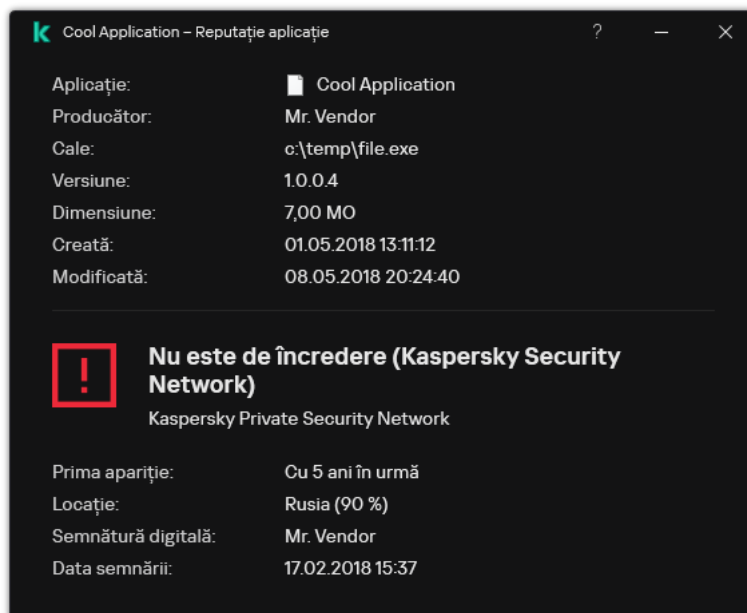 Cool Application – Reputație aplicație
Aplicație: Cool Application
Producător: Mr. Vendor
Cale: c:\temp\file.exe
Versiune: 1.0.0.4
Dimensiune: 7,00 MO
Creată: 01.05.2018 13:11:12
Modificată: 08.05.2018 20:24:40
Nu este de încredere (Kaspersky Security
Network)
Kaspersky Private Security Network
Prima apariție: Cu 5 ani în urmă
Locație: Rusia (90 %)
Semnătură digitală: Mr. Vendor
Data semnării: 17.02.2018 15:37